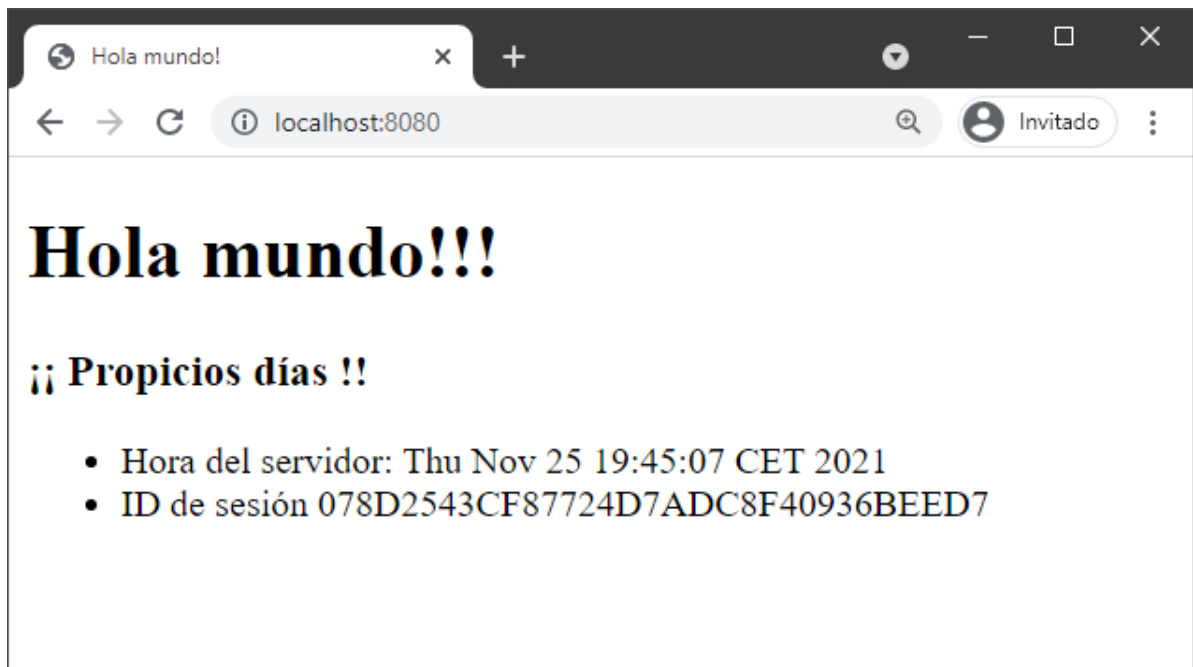 Hola mundo!
localhost:8080
Invitado
Hola mundo!!!
¡¡ Propicios días !!
Hora del servidor: Thu Nov 25 19:45:07 CET 2021
ID de sesión 078D2543CF87724D7ADC8F40936BEED7